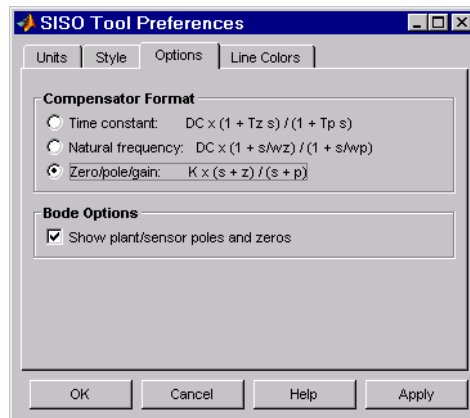 SISO Tool Preferences
Units Style Options Line Colors
Compensator Format
Time constant: DC x (1 + Tz s) / (1 + Tp s)
Natural frequency: DC x (1 + s/wz) / (1 + s/wp)
Zero/pole/gain: K x (s + z) / (s + p)
Bode Options
Show plant/sensor poles and zeros
OK Cancel Help Apply